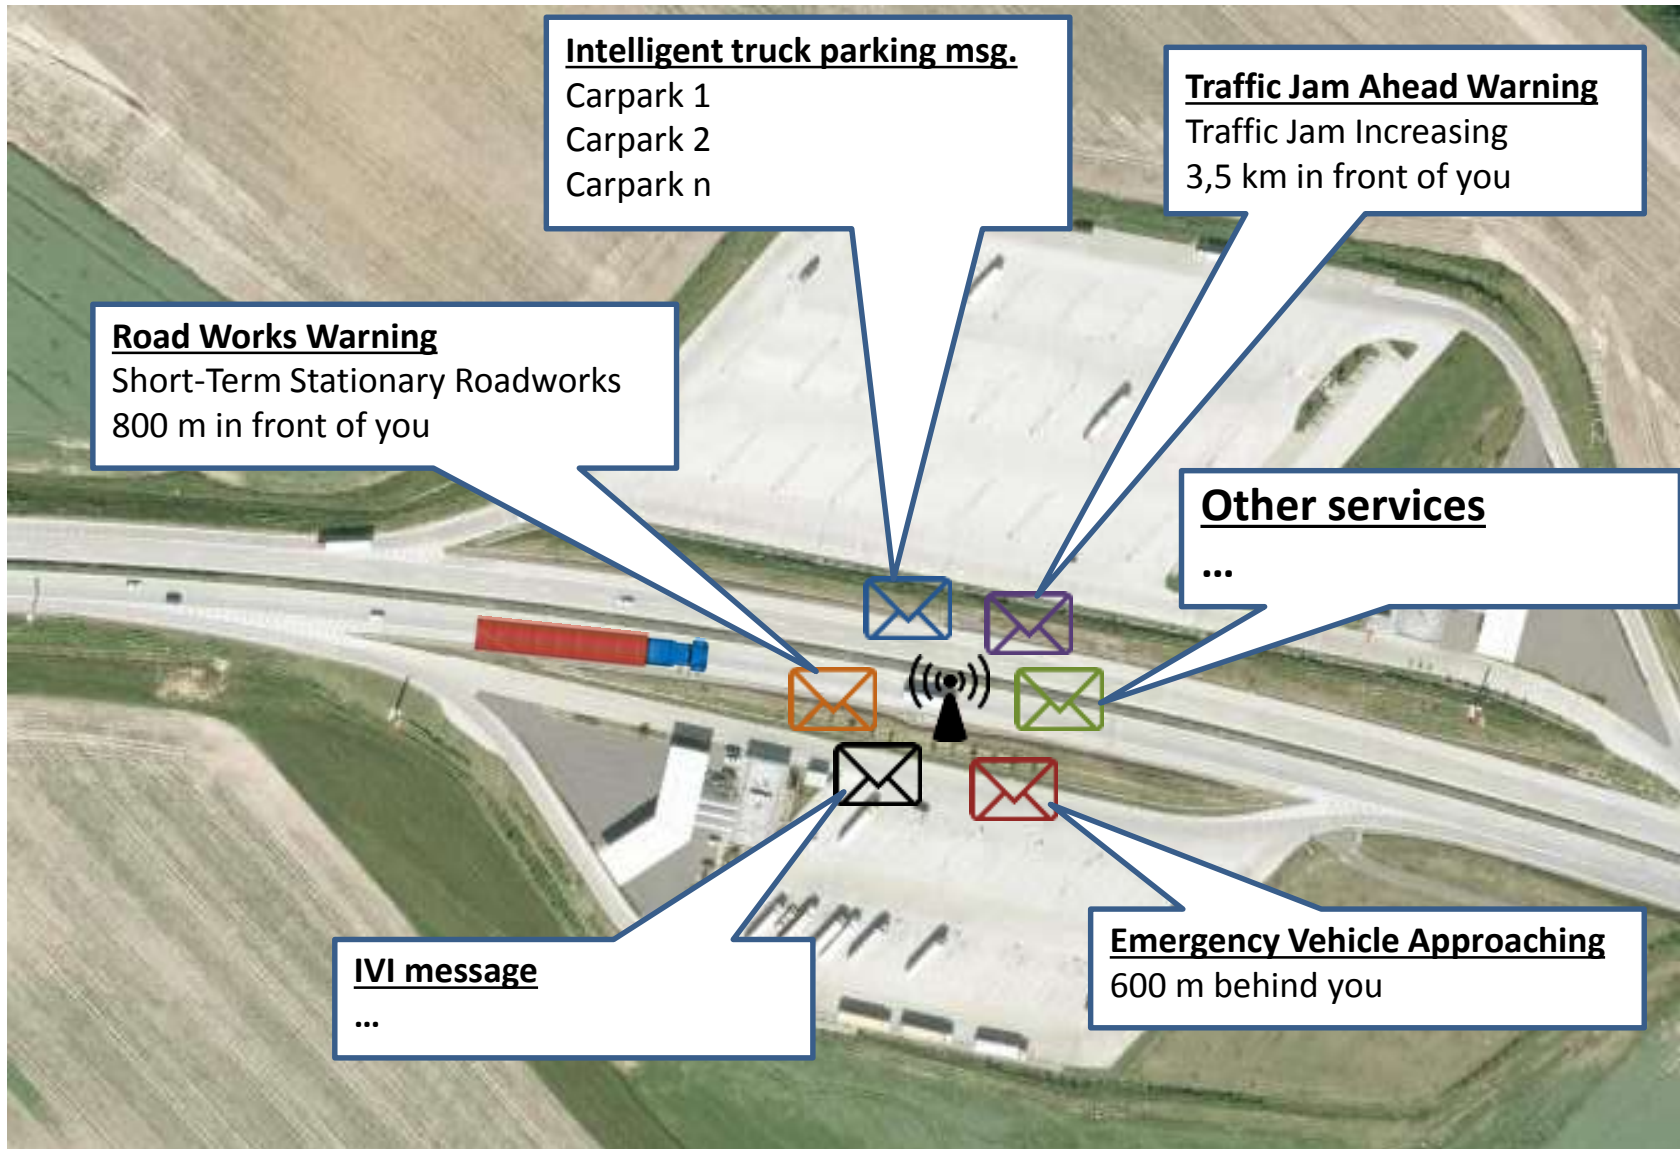 Intelligent truck parking msg.
Carpark 1
Carpark 2
Carpark n
Traffic Jam Ahead Warning
Traffic Jam Increasing
3,5 km in front of you
Road Works Warning
Short-Term Stationary Roadworks
800 m in front of you
Other services
...
IVI message
...
Emergency Vehicle Approaching
600 m behind you